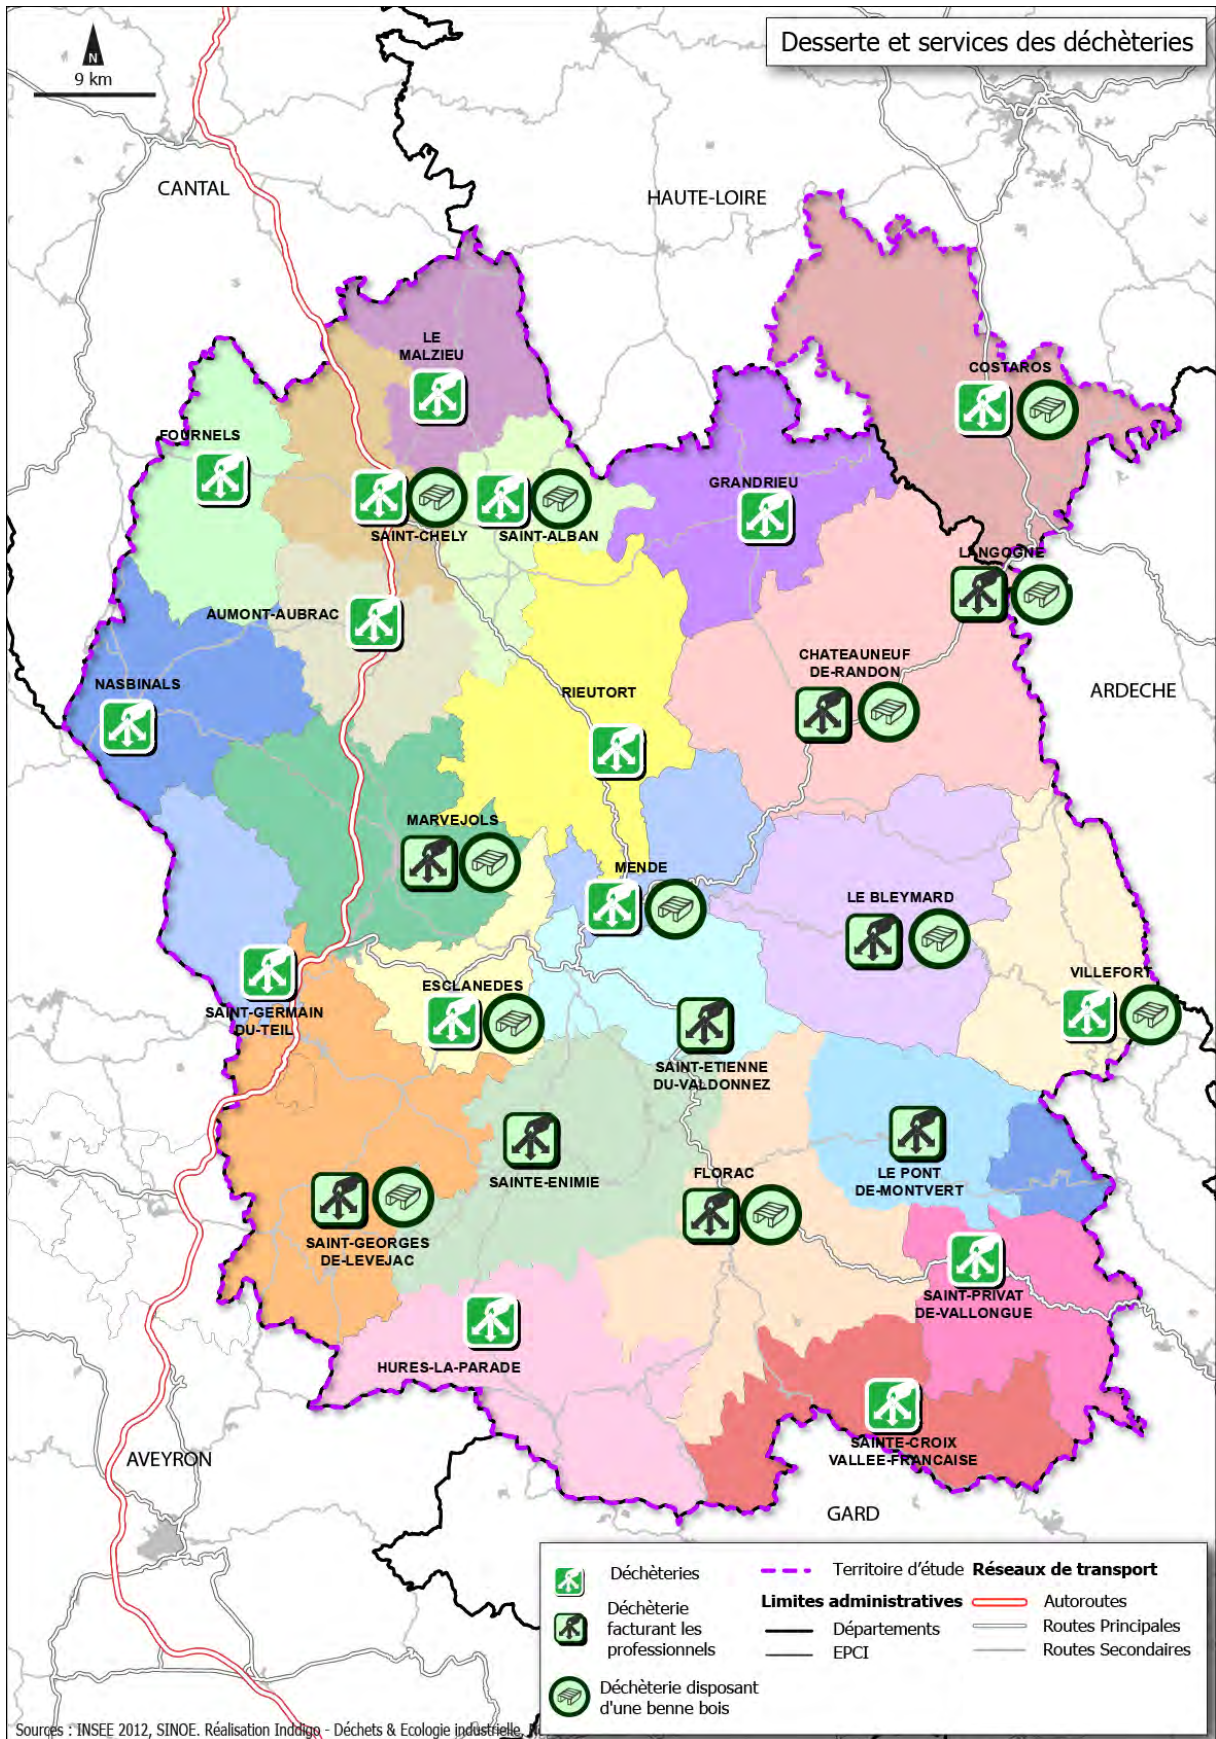 Desserte et services des déchèteries
N
9 km
CANTAL
HAUTE-LOIRE
LE
MALZIEU
COSTAROS
FOURNELS
GRANDRIEU
SAINT-CHELY
SAINT-ALBAN
LANGOGNE
AUMONT-AUBRAC
CHATEAUNEUF
DE-RANDON
NASBINALS
RIEUTORT
ARDECHE
MARVEJOLS
MENDE
LE BLEYMARD
VILLEFORT
ESCLANEDES
SAINT-GERMAIN
DU-TEIL
SAINT-ETIENNE
DU-VALDONNEZ
SAINTE-ENIMIE
FLORAC
LE PONT
DE-MONTVERT
SAINT-GEORGES
DE-LEVEJAC
SAINT-PRIVAT
DE-VALLONGUE
HURES-LA-PARADE
SAINTE-CROIX
VALLEE-FRANCAISE
AVEYRON
GARD
Déchèteries
Déchèterie
facturant les
professionnels
Déchèterie disposant
d'une benne bois
Territoire d'étude
Limites administratives
Départements
EPCI
Réseaux de transport
Autoroutes
Routes Principales
Routes Secondaires
Sources : INSEE 2012, SINOE. Réalisation Inddigo - Déchets & Ecologie industrielle,